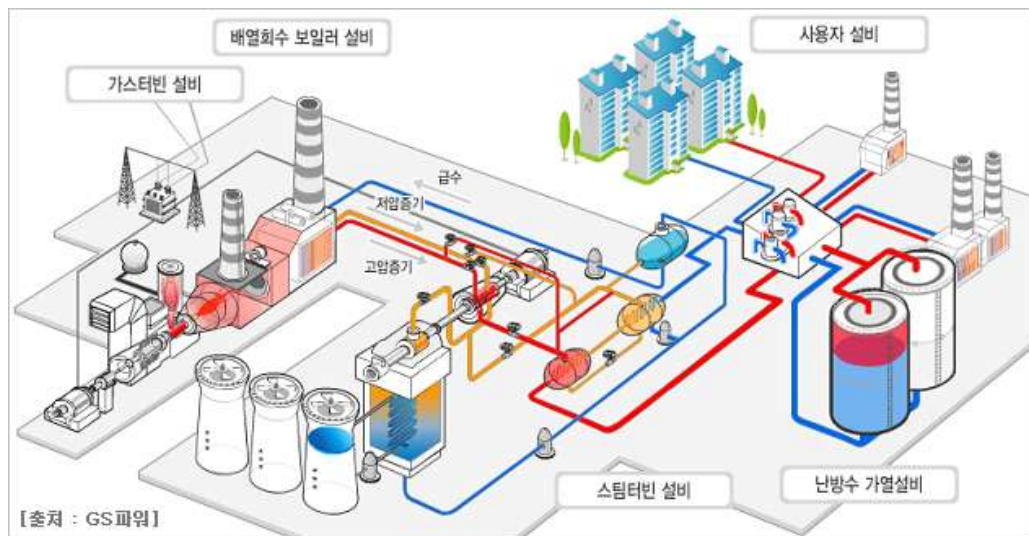 배열회수 보일러 설비
사용자 설비
가스터빈 설비
급수
저압증기
고압증기
스팀터빈 설비
난방수 가열설비
[출처 : GS파워]